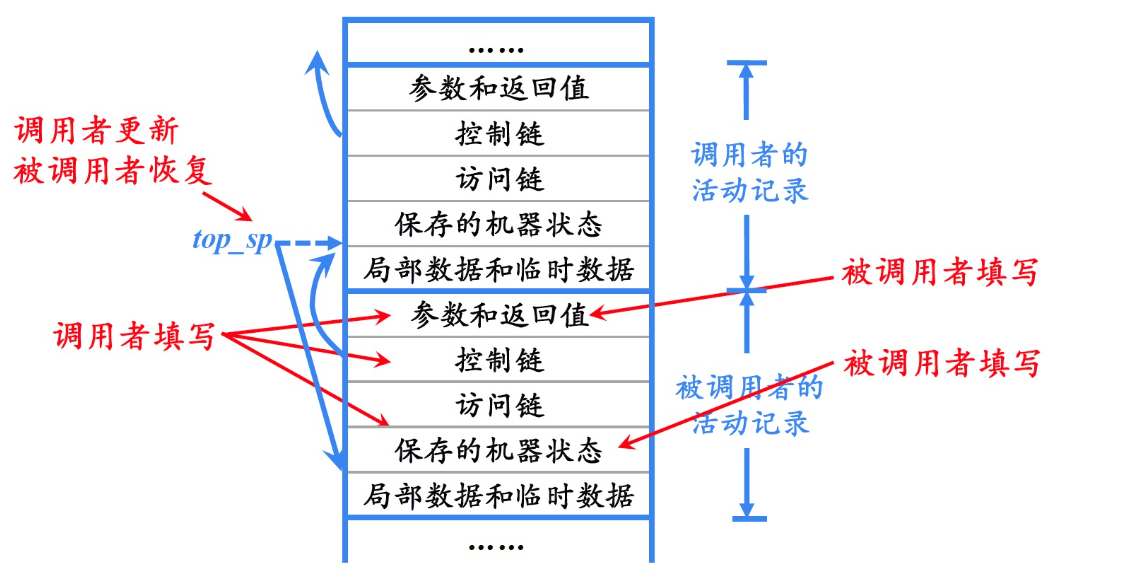 ……
参数和返回值
控制链
访问链
保存的机器状态
局部数据和临时数据
参数和返回值
控制链
访问链
保存的机器状态
局部数据和临时数据
……
调用者更新
被调用者恢复
top_sp
调用者填写
调用者的
活动记录
被调用者填写
被调用者填写
被调用者的
活动记录